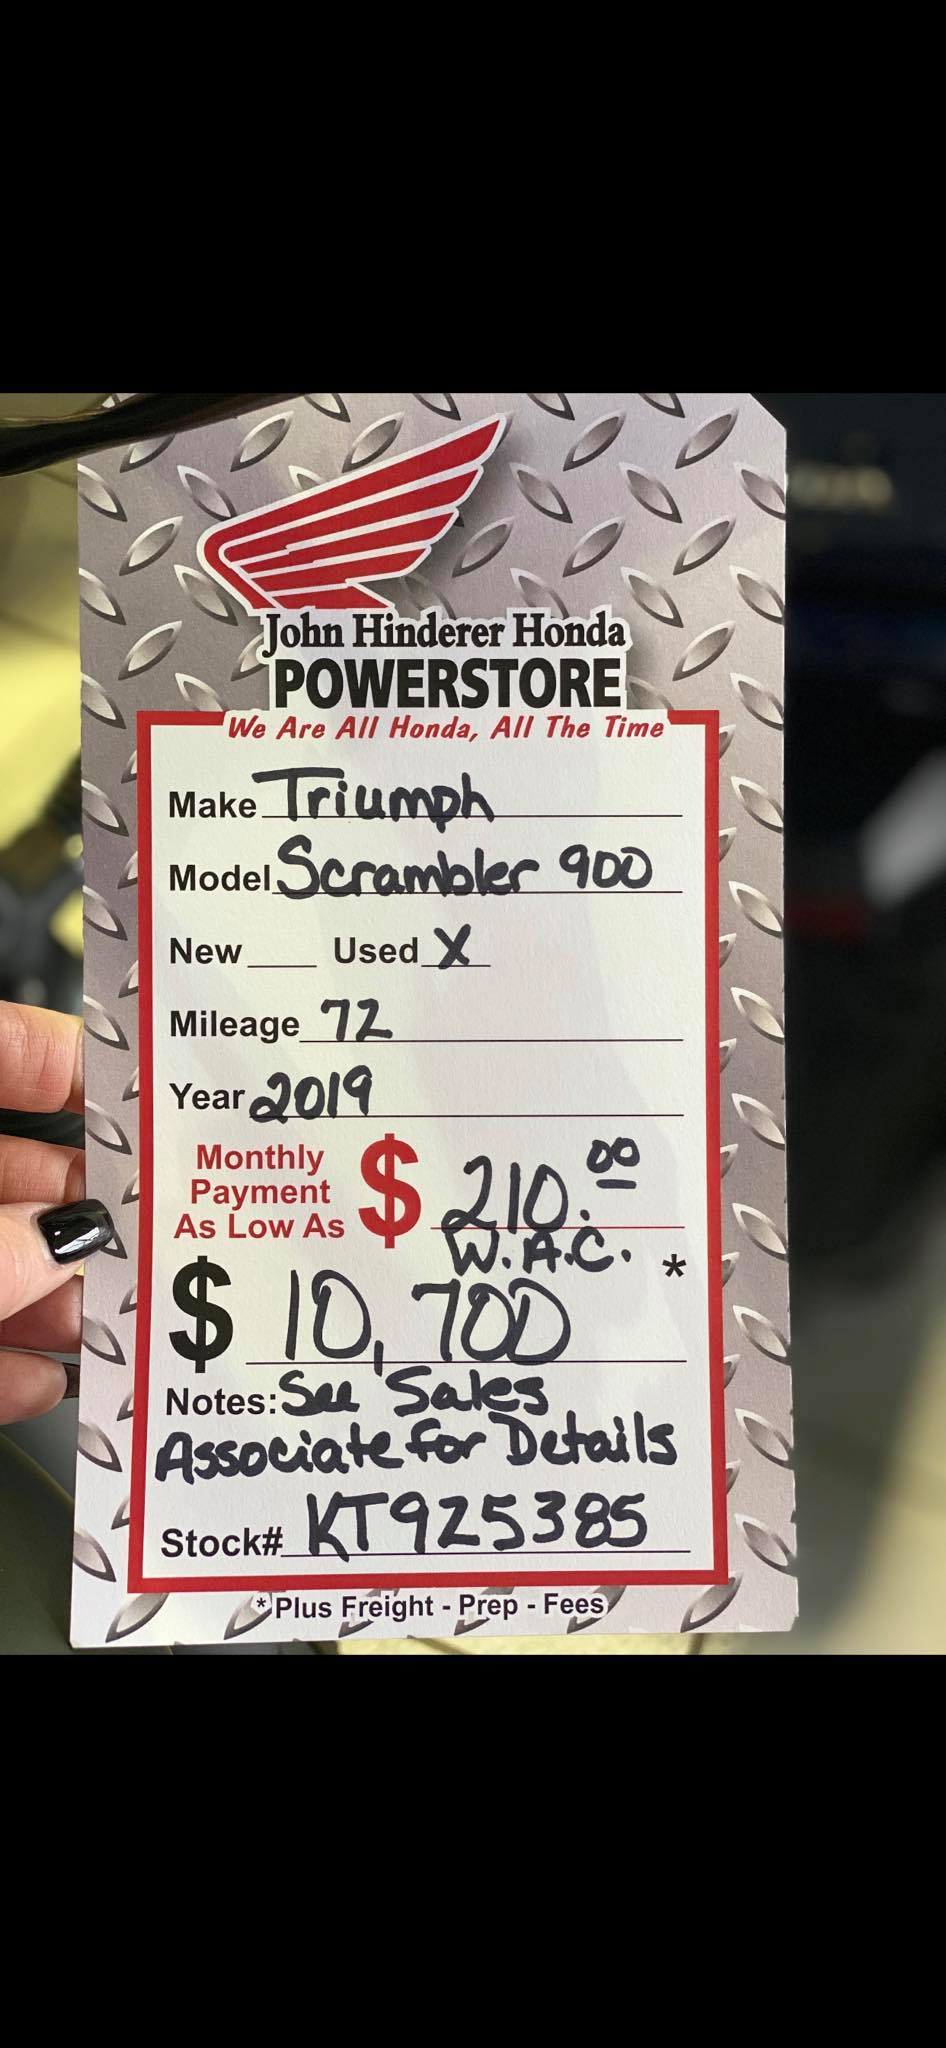 John Hinderer Honda
POWERSTORE
We Are All Honda, All The Time
Make Triumph
Model Scrambler 900
New ___ Used X
Mileage 72
Year 2019
Monthly
Payment
As Low As $ 210.00
W.A.C. *
$ 10,700
Notes: See Sales
Associate for Details
Stock# KT925385
*Plus Freight - Prep - Fees